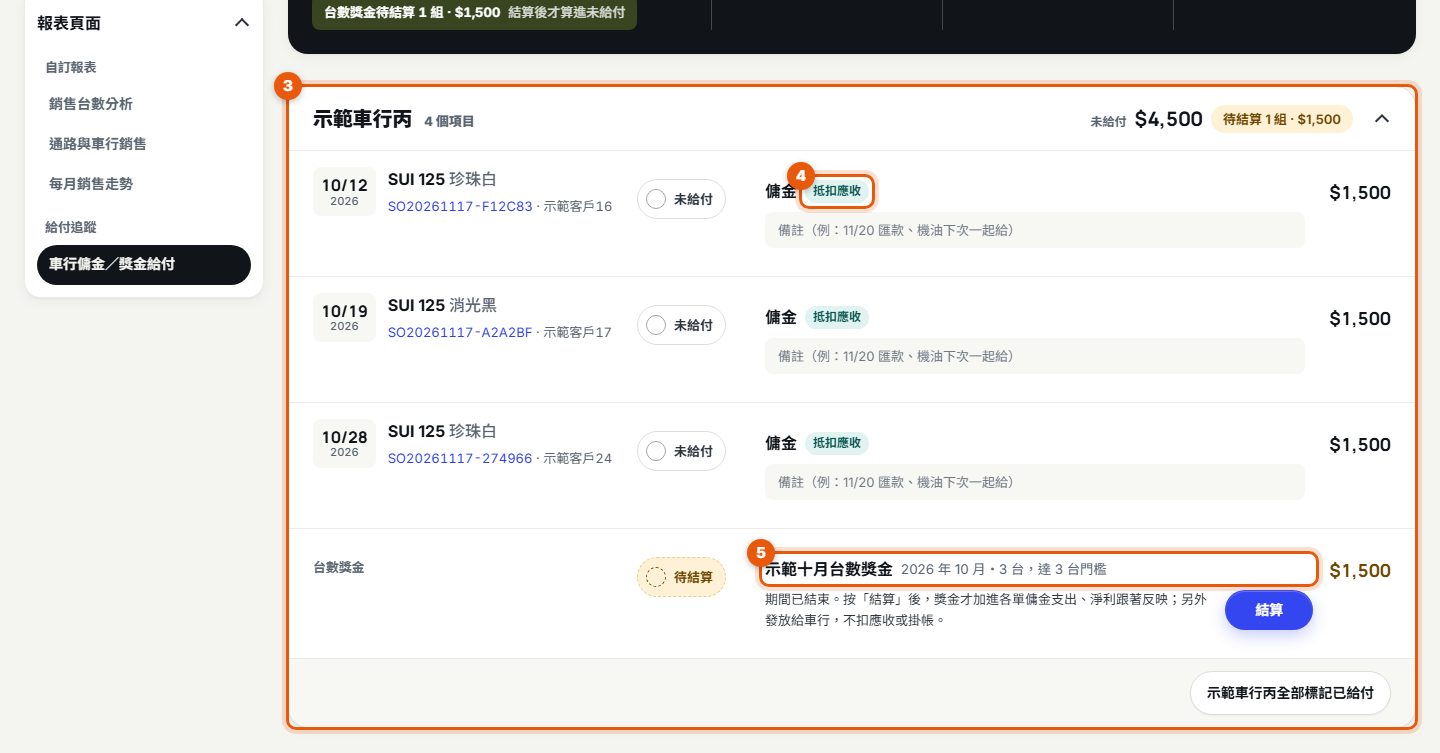 報表頁面
自訂報表
銷售台數分析
通路與車行銷售
每月銷售走勢
給付追蹤
車行傭金／獎金給付
台數獎金待結算 1 組 · $1,500 結算後才算進未給付
3
示範車行丙 4 個項目
未給付 $4,500 待結算 1 組 · $1,500
10/12
2026
SUI 125 珍珠白
SO20261117-F12C83 · 示範客戶16
未給付
4
傭金 抵扣應收
備註（例：11/20 匯款、機油下次一起給）
$1,500
10/19
2026
SUI 125 消光黑
SO20261117-A2A2BF · 示範客戶17
未給付
傭金 抵扣應收
備註（例：11/20 匯款、機油下次一起給）
$1,500
10/28
2026
SUI 125 珍珠白
SO20261117-274966 · 示範客戶24
未給付
傭金 抵扣應收
備註（例：11/20 匯款、機油下次一起給）
$1,500
台數獎金
待結算
5
示範十月台數獎金 2026 年 10 月・3 台，達 3 台門檻
$1,500
期間已結束。按「結算」後，獎金才加進各單傭金支出、淨利跟著反映；另外
發放給車行，不扣應收或掛帳。
結算
示範車行丙全部標記已給付